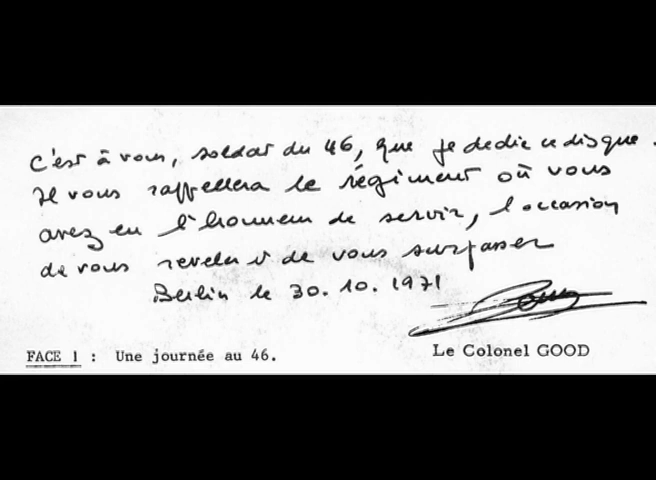 c'est à vous, soldat du 46, que je dedie ce disque.
Il vous rappellera le régiment où vous
avez eu l'honneur de servir, l'occasion
de vous reveler et de vous surpasser
Berlin le 30. 10. 1971
FACE 1 : Une journée au 46.
Le Colonel GOOD